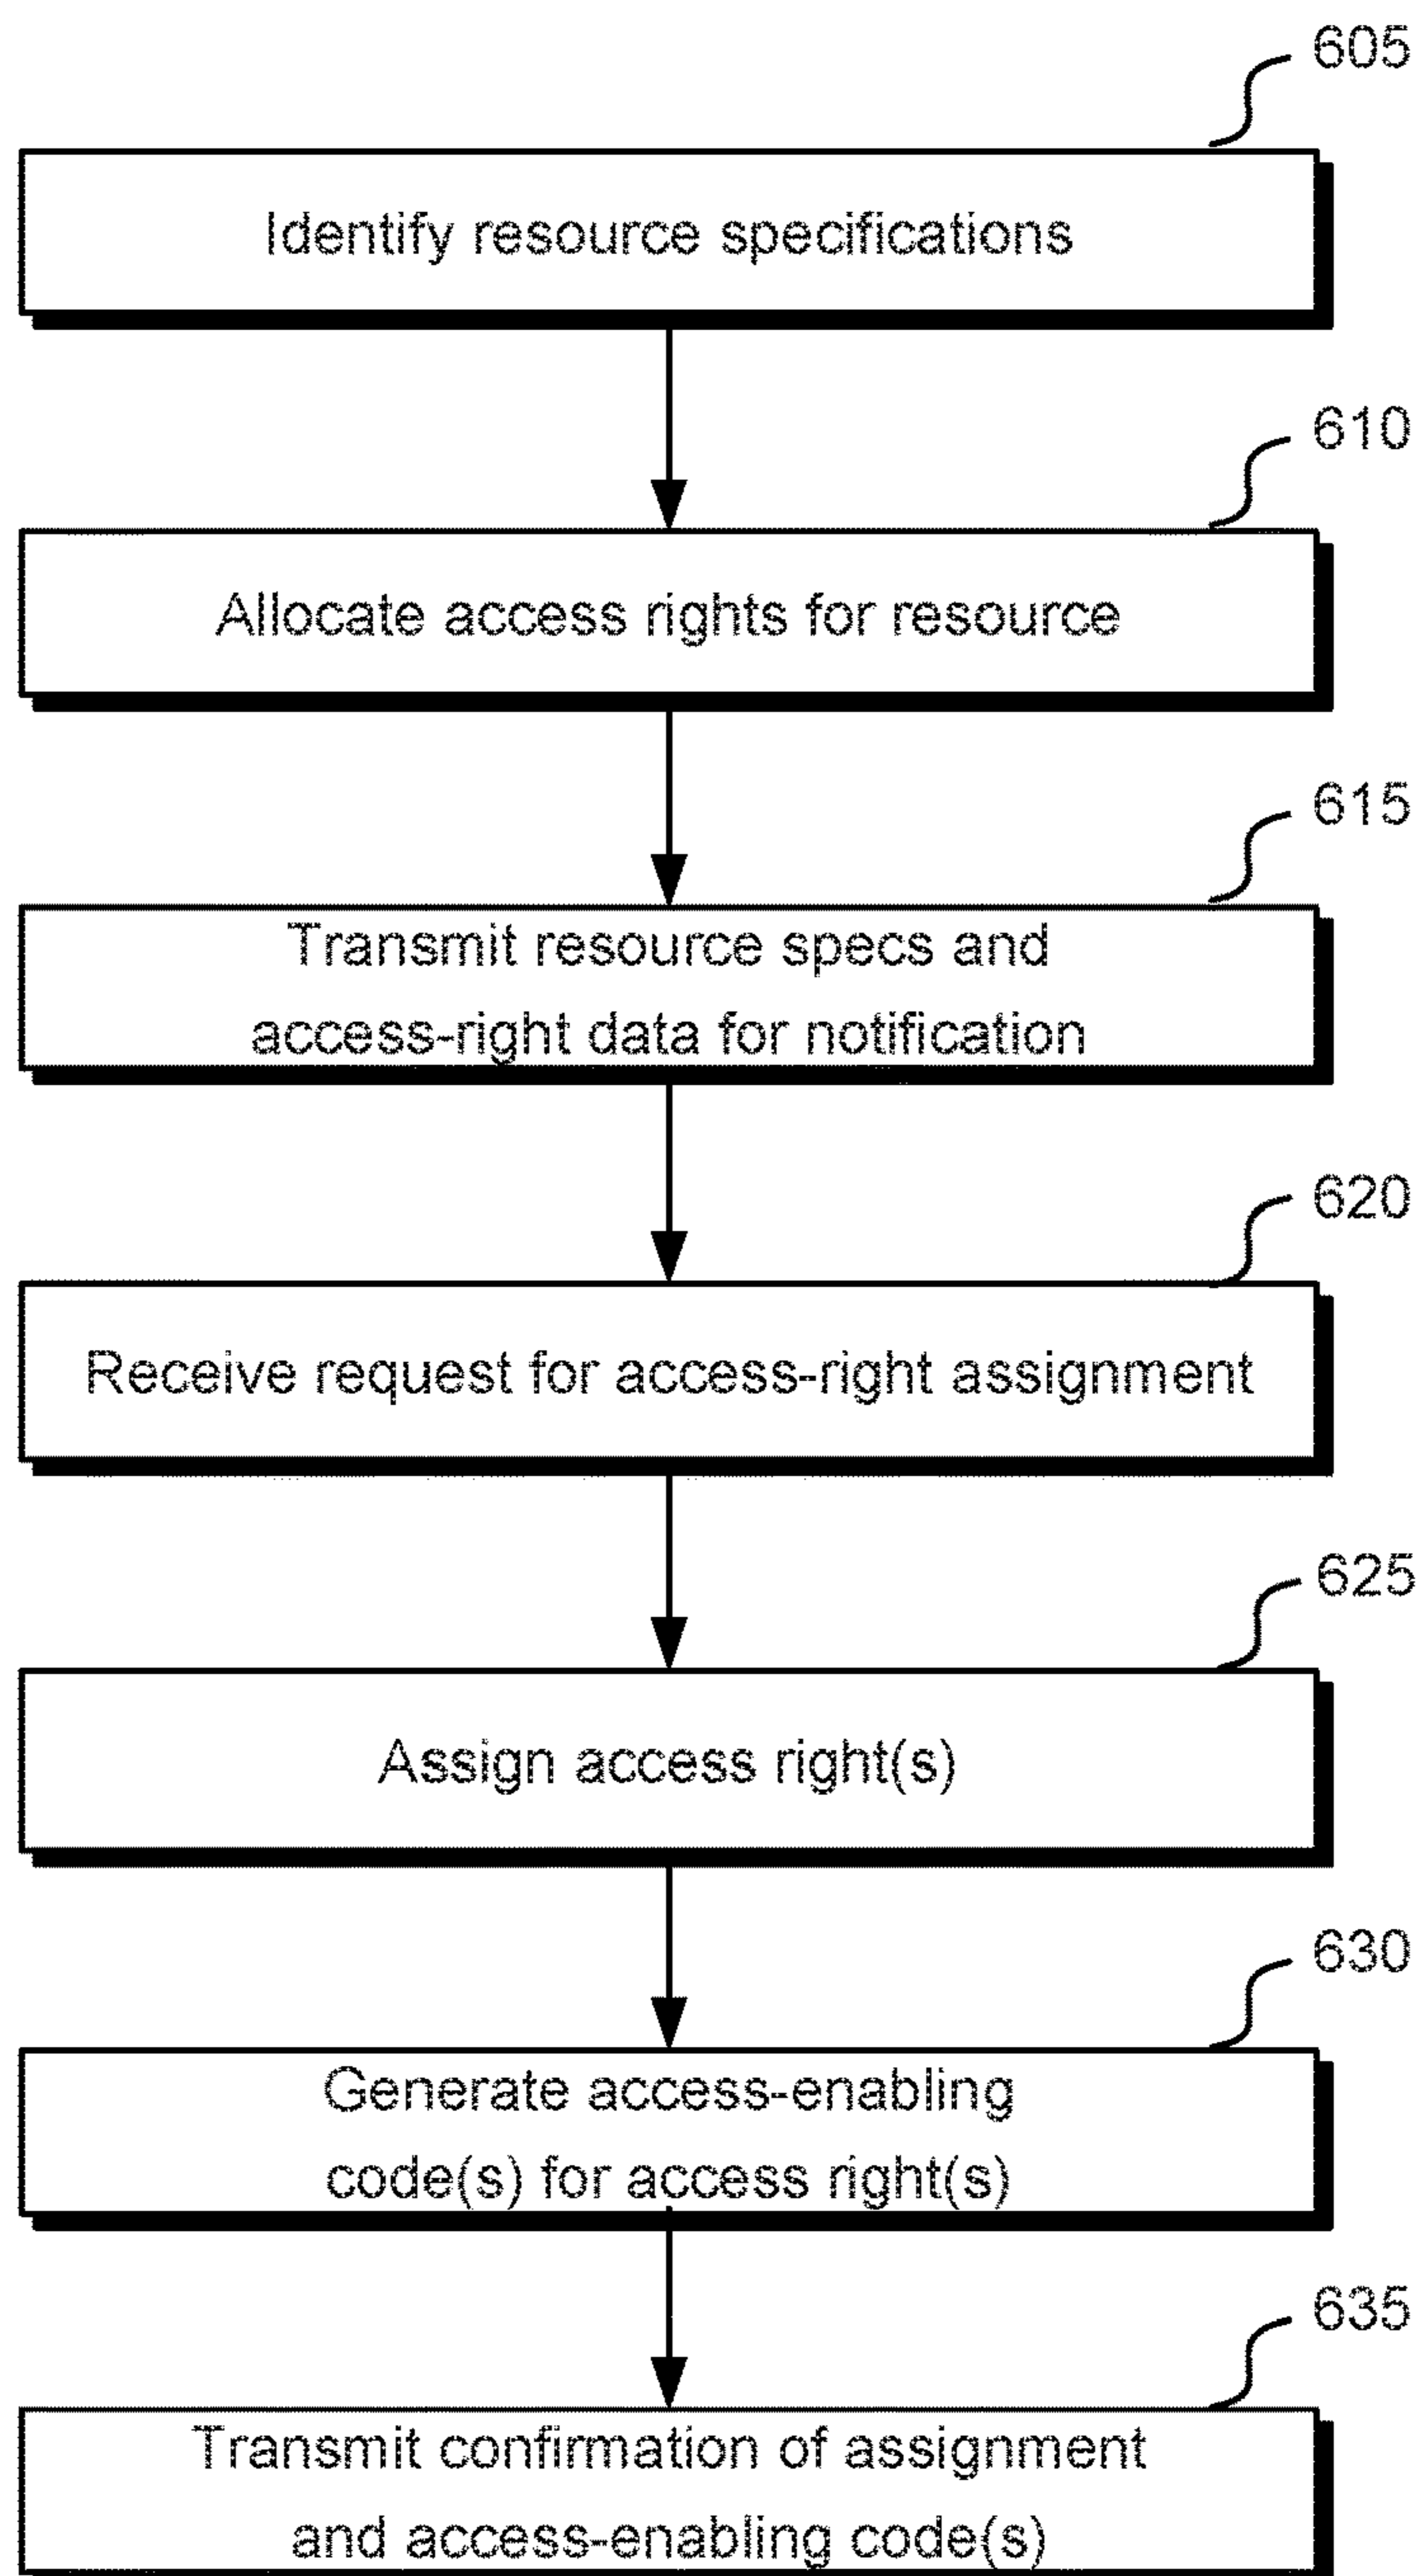 605
Identify resource specifications
610
Allocate access rights for resource
615
Transmit resource specs and
access-right data for notification
620
Receive request for access-right assignment
625
Assign access right(s)
630
Generate access-enabling
code(s) for access right(s)
635
Transmit confirmation of assignment
and access-enabling code(s)